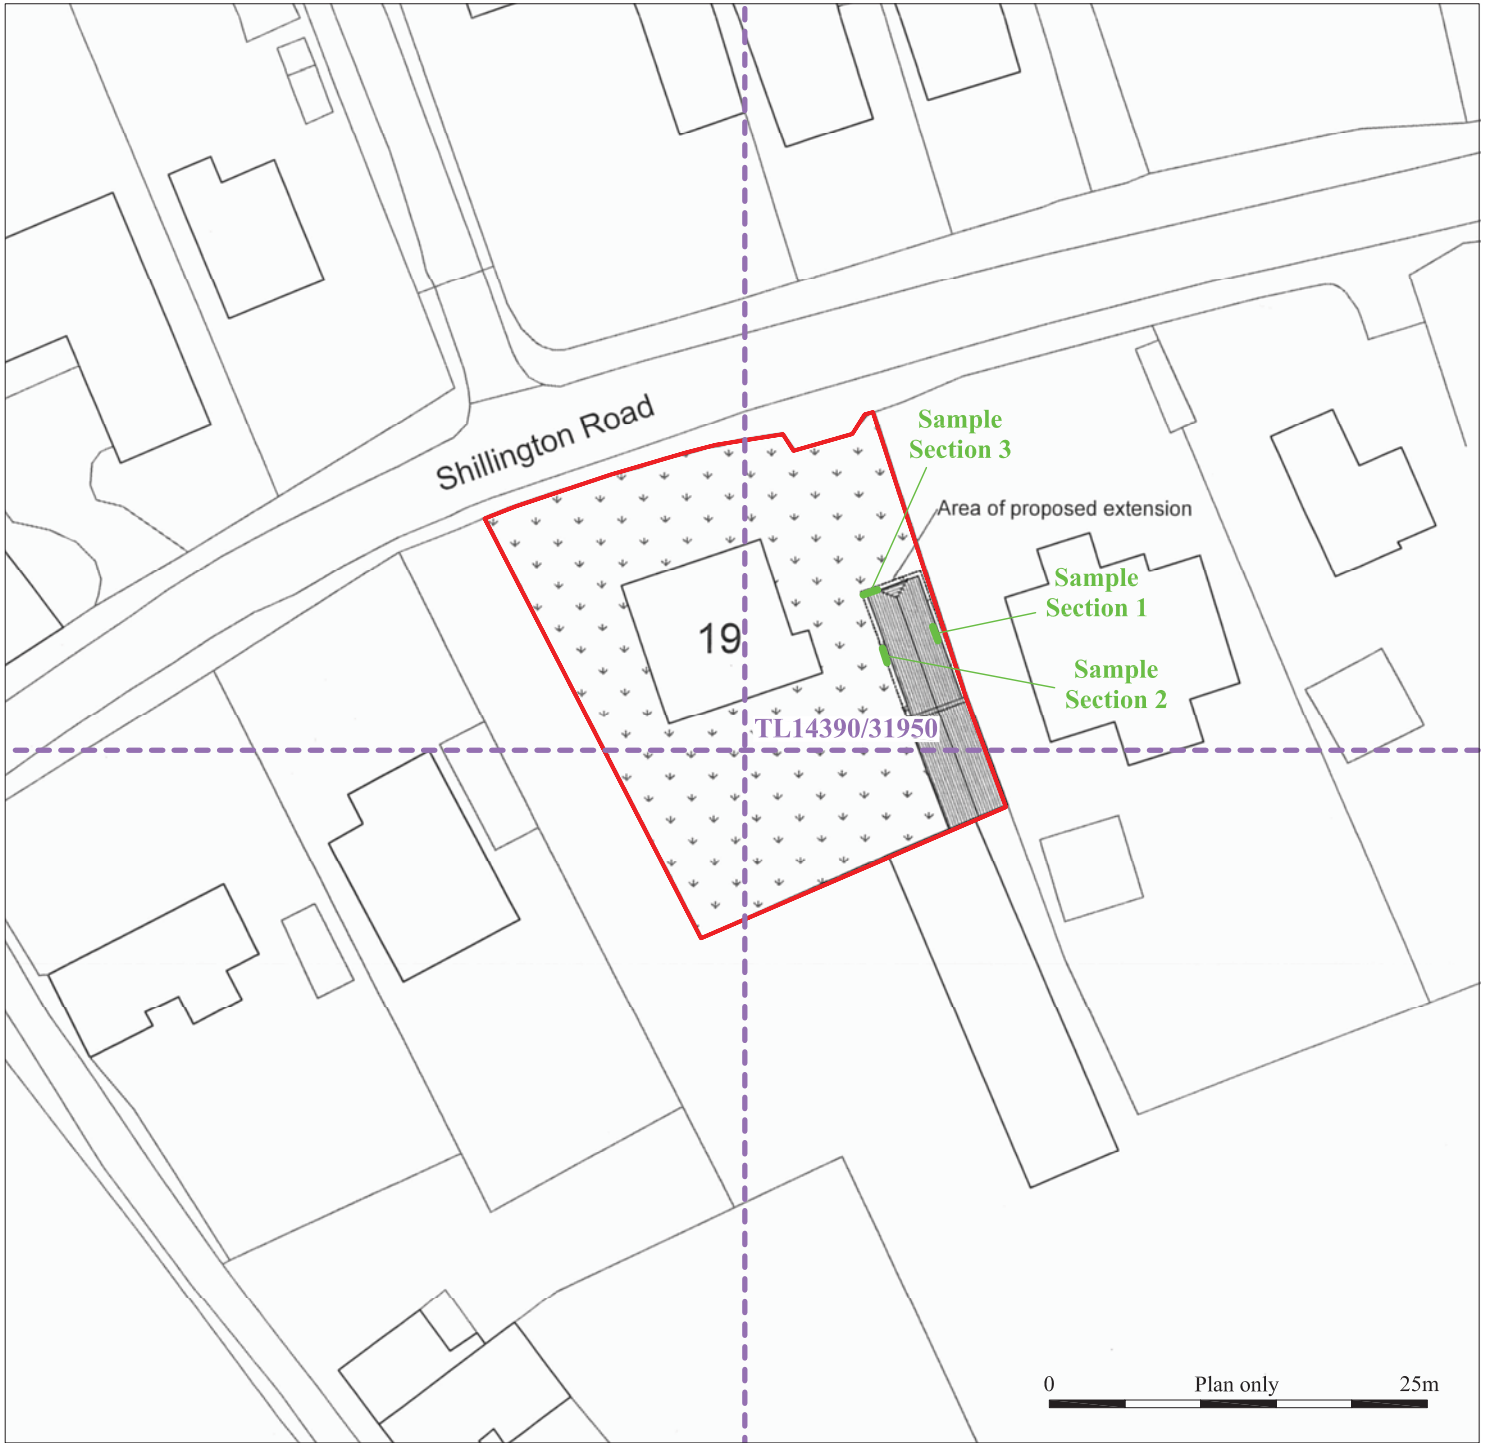 Shillington Road
Sample
Section 3
Area of proposed extension
Sample
Section 1
19
Sample
Section 2
TL14390/31950
0 Plan only 25m